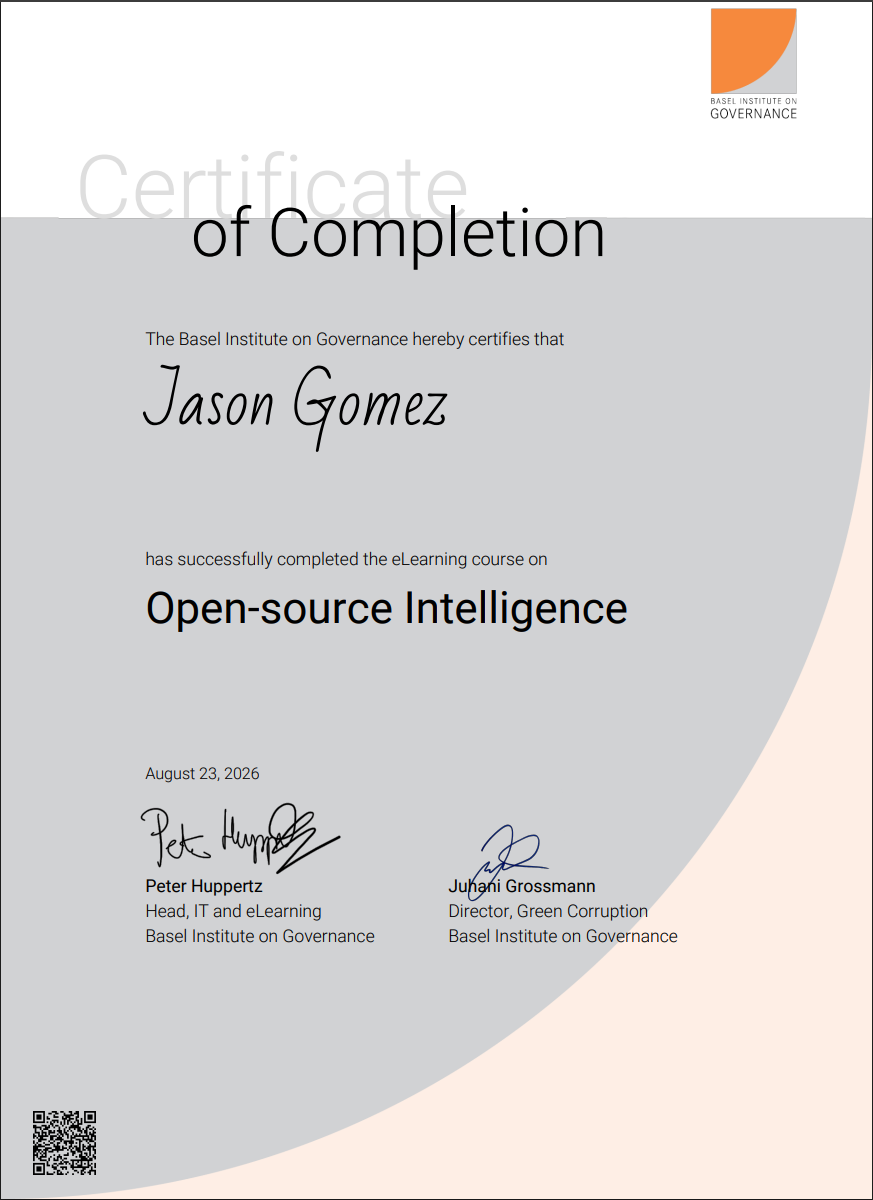 BASEL INSTITUTE ON
GOVERNANCE
Certificate
of Completion
The Basel Institute on Governance hereby certifies that
Jason Gomez
has successfully completed the eLearning course on
Open-source Intelligence
August 23, 2026
Peter Huppertz
Peter Huppertz
Head, IT and eLearning
Basel Institute on Governance
Juhani Grossmann
Director, Green Corruption
Basel Institute on Governance